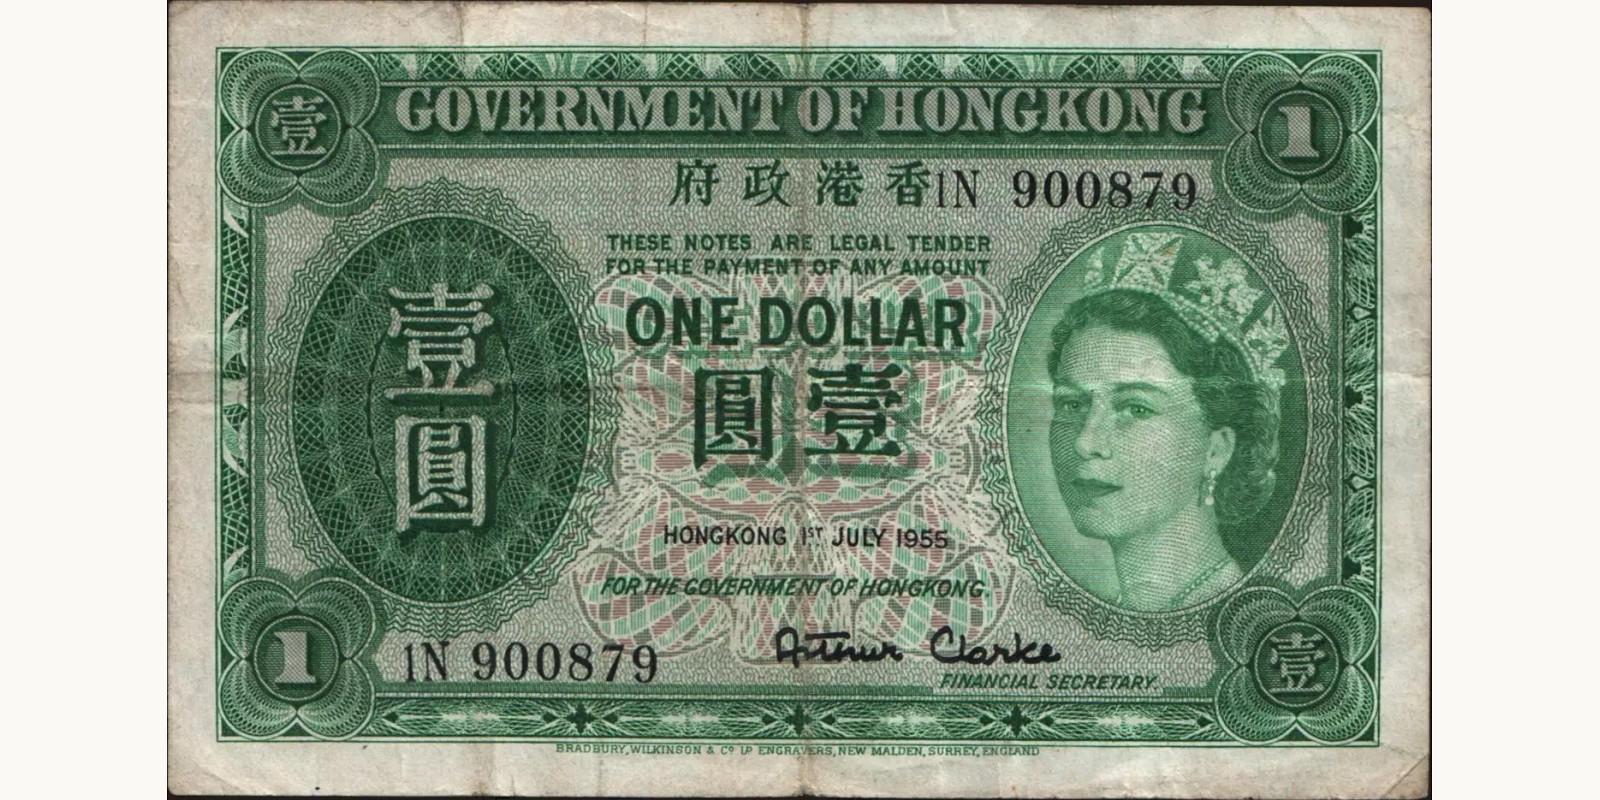 壹
GOVERNMENT OF HONGKONG
1
府政港香
1N 900879
THESE NOTES ARE LEGAL TENDER
FOR THE PAYMENT OF ANY AMOUNT
ONE DOLLAR
圓壹
壹圓
HONGKONG 1ST JULY 1955
FOR THE GOVERNMENT OF HONGKONG.
Arthur Clarke
FINANCIAL SECRETARY.
1
1N 900879
壹
BRADBURY, WILKINSON & Co LD ENGRAVERS, NEW MALDEN, SURREY, ENGLAND